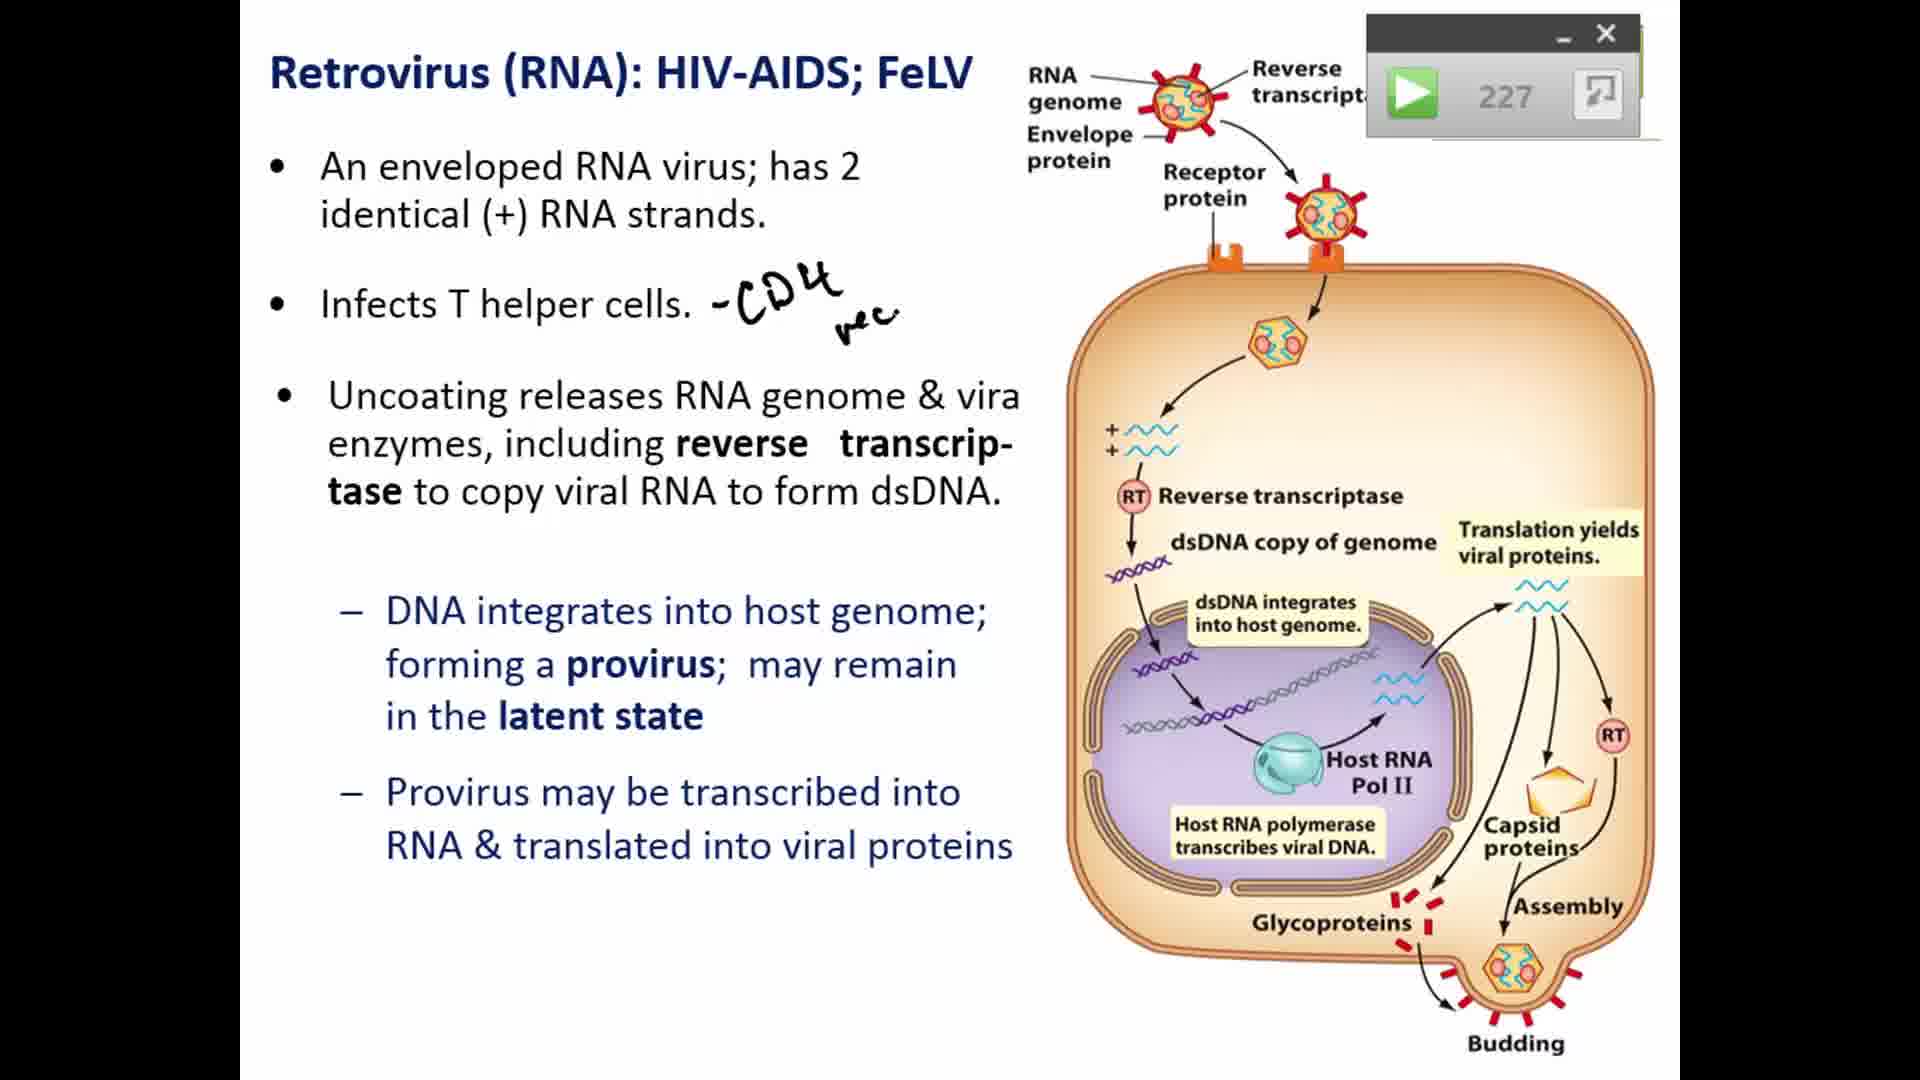 Retrovirus (RNA): HIV-AIDS; FeLV
• An enveloped RNA virus; has 2
identical (+) RNA strands.
• Infects T helper cells. -CD4
rec.
• Uncoating releases RNA genome & vira
enzymes, including reverse transcrip-
tase to copy viral RNA to form dsDNA.
– DNA integrates into host genome;
forming a provirus; may remain
in the latent state
– Provirus may be transcribed into
RNA & translated into viral proteins
RNA
genome
Envelope
protein
Reverse
transcript
227
Receptor
protein
+
+
RT Reverse transcriptase
dsDNA copy of genome
Translation yields
viral proteins.
dsDNA integrates
into host genome.
Host RNA
Pol II
Host RNA polymerase
transcribes viral DNA.
RT
Capsid
proteins
Assembly
Glycoproteins
Budding